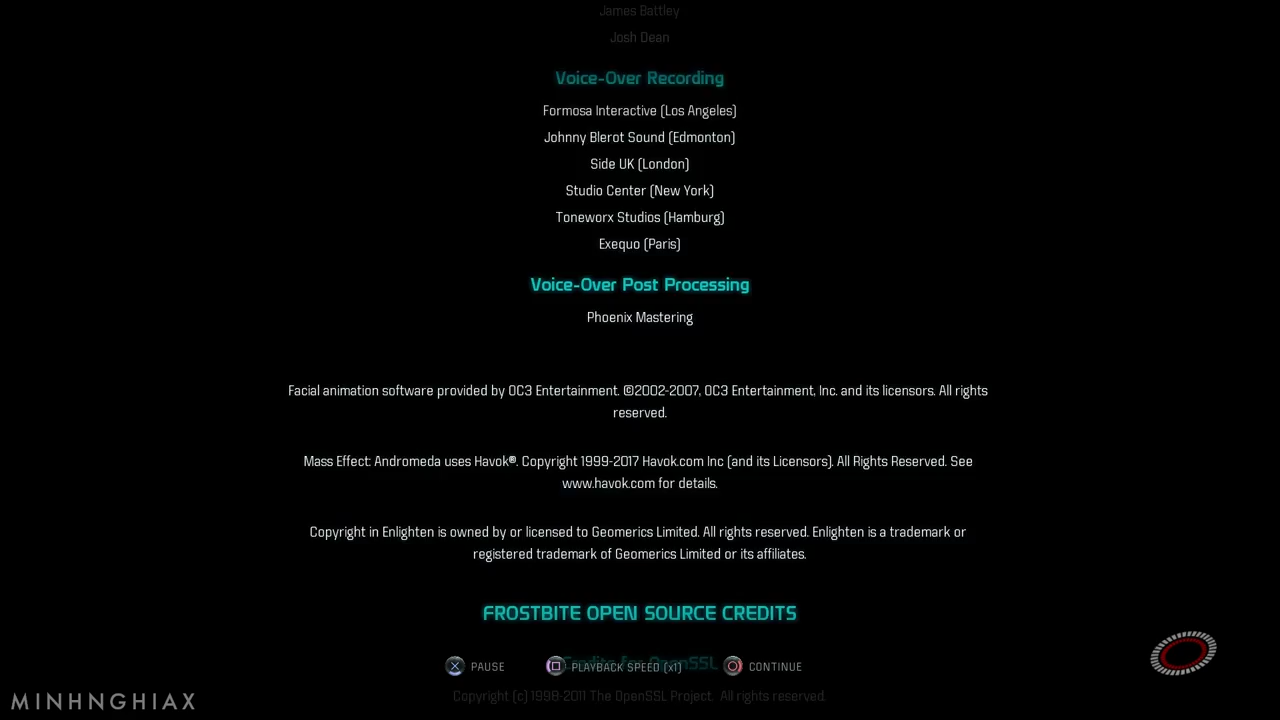 James Battley
Josh Dean
Voice-Over Recording
Formosa Interactive (Los Angeles)
Johnny Blerot Sound (Edmonton)
Side UK (London)
Studio Center (New York)
Toneworx Studios (Hamburg)
Exequo (Paris)
Voice-Over Post Processing
Phoenix Mastering
Facial animation software provided by OC3 Entertainment. ©2002-2007, OC3 Entertainment, Inc. and its licensors. All rights
reserved.
Mass Effect: Andromeda uses Havok®. Copyright 1999-2017 Havok.com Inc (and its Licensors). All Rights Reserved. See
www.havok.com for details.
Copyright in Enlighten is owned by or licensed to Geomerics Limited. All rights reserved. Enlighten is a trademark or
registered trademark of Geomerics Limited or its affiliates.
FROSTBITE OPEN SOURCE CREDITS
Credits for OpenSSL
PAUSE PLAYBACK SPEED (X1) CONTINUE
Copyright (c) 1998-2011 The OpenSSL Project. All rights reserved.
MINHNGHIAX